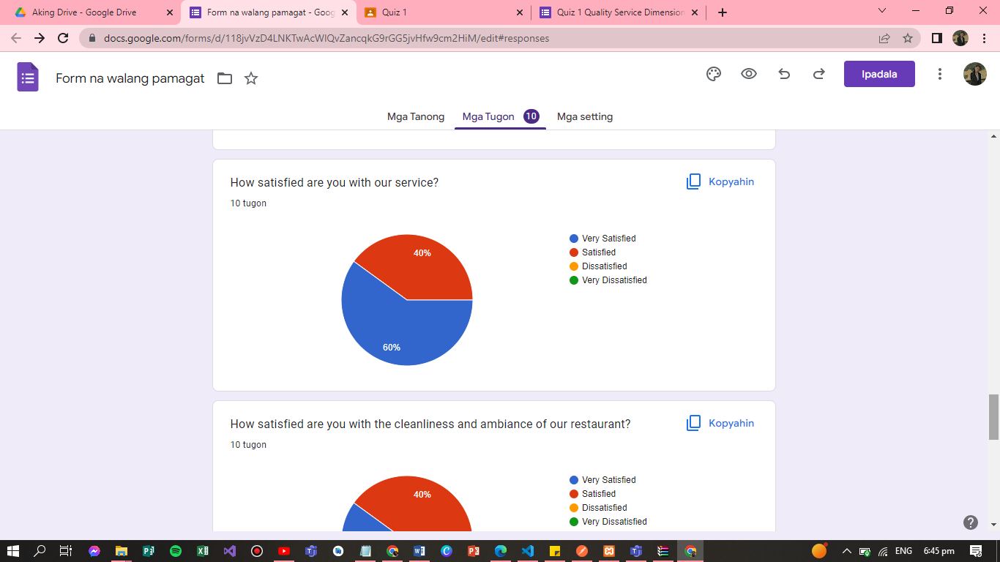 Aking Drive - Google Drive
Form na walang pamagat - Goog
Quiz 1
Quiz 1 Quality Service Dimension
docs.google.com/forms/d/118jvVzD4LNKTwAcWIQvZancqkG9rGG5jvHfw9cm2HiM/edit#responses
Form na walang pamagat
Ipadala
Mga Tanong
Mga Tugon 10
Mga setting
How satisfied are you with our service?
Kopyahin
10 tugon
40%
60%
Very Satisfied
Satisfied
Dissatisfied
Very Dissatisfied
How satisfied are you with the cleanliness and ambiance of our restaurant?
Kopyahin
10 tugon
40%
Very Satisfied
Satisfied
Dissatisfied
Very Dissatisfied
ENG
6:45 pm